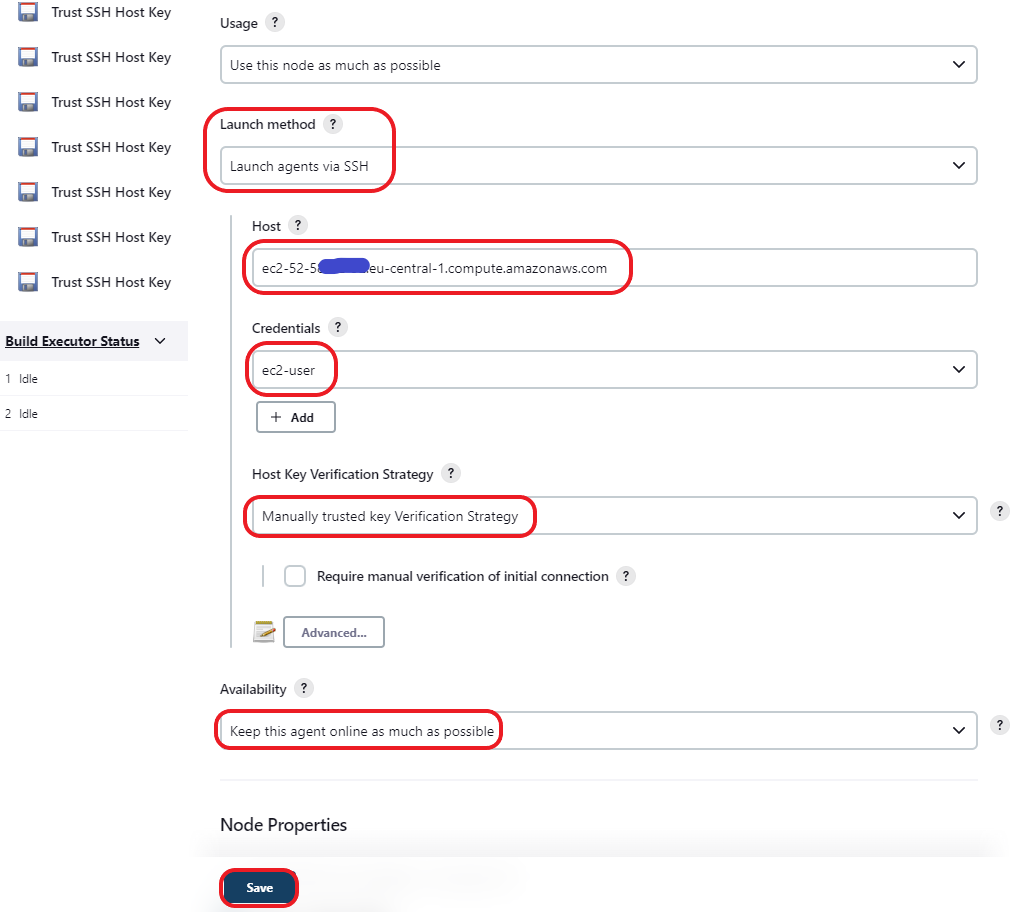 Trust SSH Host Key
Trust SSH Host Key
Trust SSH Host Key
Trust SSH Host Key
Trust SSH Host Key
Trust SSH Host Key
Trust SSH Host Key
Build Executor Status
1 Idle
2 Idle
Usage ?
Use this node as much as possible
Launch method ?
Launch agents via SSH
Host ?
ec2-52-5 eu-central-1.compute.amazonaws.com
Credentials ?
ec2-user
+ Add
Host Key Verification Strategy ?
Manually trusted key Verification Strategy
?
Require manual verification of initial connection ?
Advanced...
Availability ?
Keep this agent online as much as possible
?
Node Properties
Save